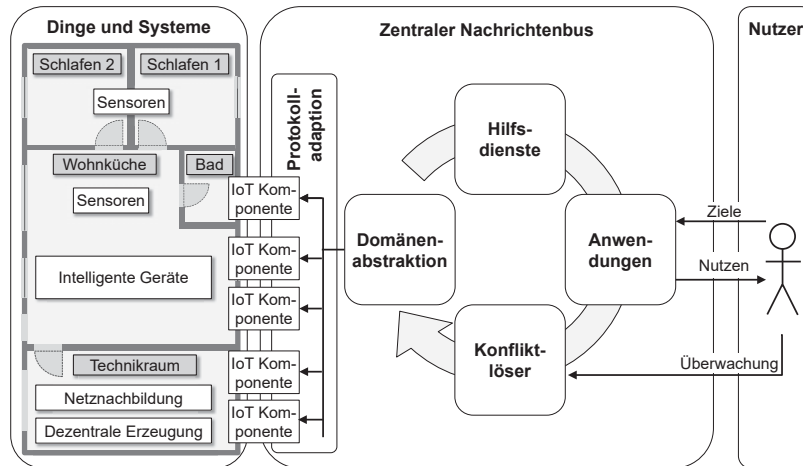 Dinge und Systeme
Schlafen 2
Schlafen 1
Sensoren
Wohnküche
Bad
Sensoren
Intelligente Geräte
Technikraum
Netznachbildung
Dezentrale Erzeugung
Zentraler Nachrichtenbus
Protokoll-
adaption
IoT Kom-
ponente
IoT Kom-
ponente
IoT Kom-
ponente
IoT Kom-
ponente
IoT Kom-
ponente
Domänen-
abstraktion
Hilfs-
dienste
Anwen-
dungen
Konflikt-
löser
Nutzer
Ziele
Nutzen
Überwachung